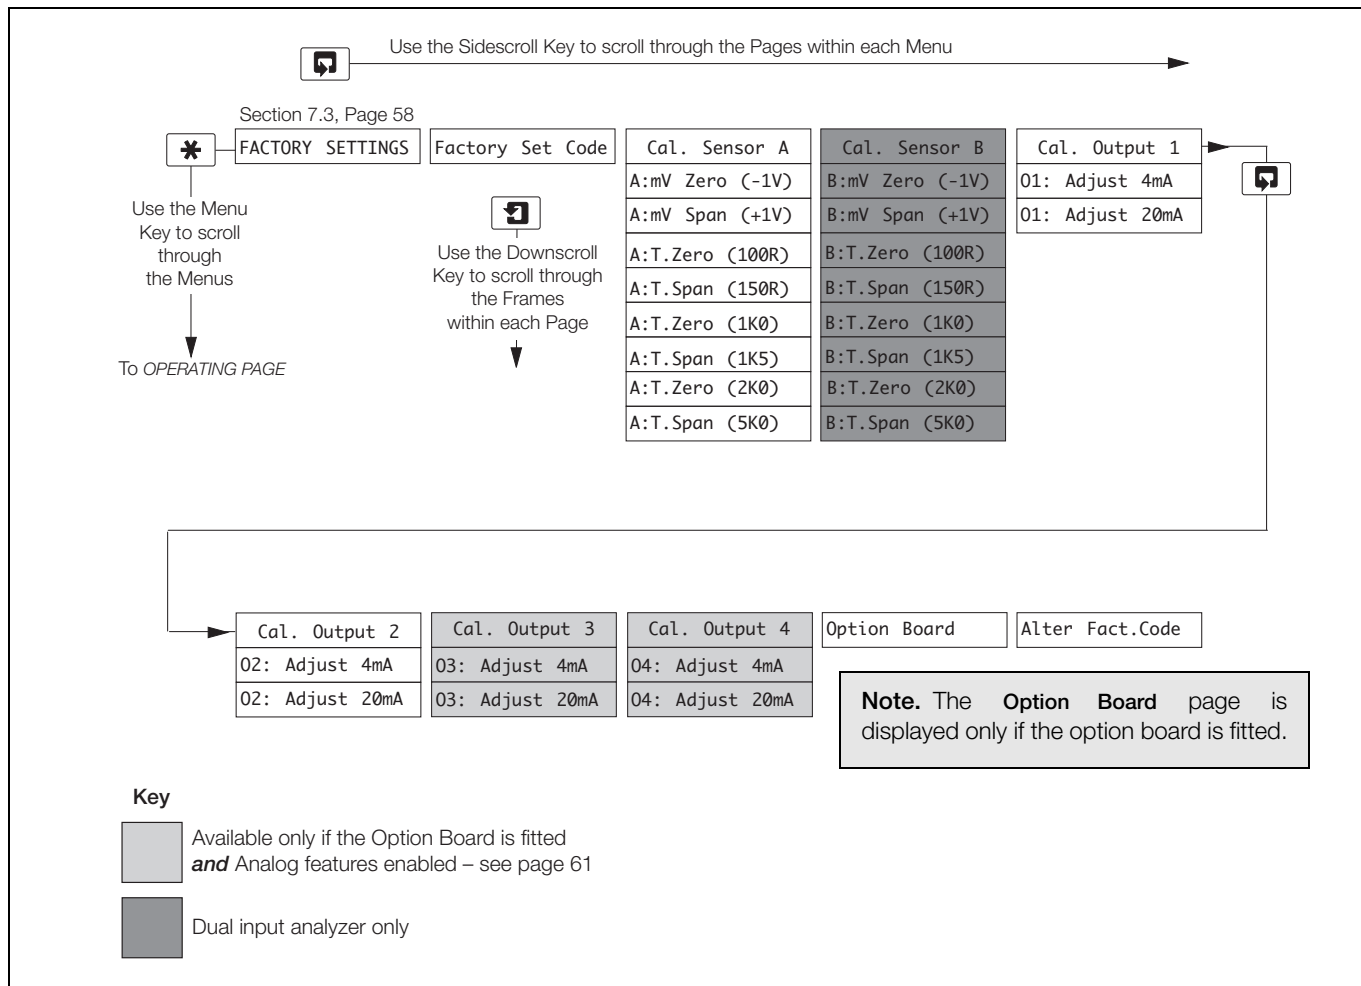 Use the Sidescroll Key to scroll through the Pages within each Menu
Section 7.3, Page 58
FACTORY SETTINGS
Factory Set Code
Cal. Sensor A
Cal. Sensor B
Cal. Output 1
A:mV Zero (-1V)
B:mV Zero (-1V)
O1: Adjust 4mA
A:mV Span (+1V)
B:mV Span (+1V)
O1: Adjust 20mA
A:T.Zero (100R)
B:T.Zero (100R)
A:T.Span (150R)
B:T.Span (150R)
A:T.Zero (1K0)
B:T.Zero (1K0)
A:T.Span (1K5)
B:T.Span (1K5)
A:T.Zero (2K0)
B:T.Zero (2K0)
A:T.Span (5K0)
B:T.Span (5K0)
Use the Menu
Key to scroll
through
the Menus
To OPERATING PAGE
Use the Downscroll
Key to scroll through
the Frames
within each Page
Cal. Output 2
Cal. Output 3
Cal. Output 4
Option Board
Alter Fact.Code
O2: Adjust 4mA
O3: Adjust 4mA
O4: Adjust 4mA
O2: Adjust 20mA
O3: Adjust 20mA
O4: Adjust 20mA
Note. The Option Board page is
displayed only if the option board is fitted.
Key
Available only if the Option Board is fitted
and Analog features enabled – see page 61
Dual input analyzer only